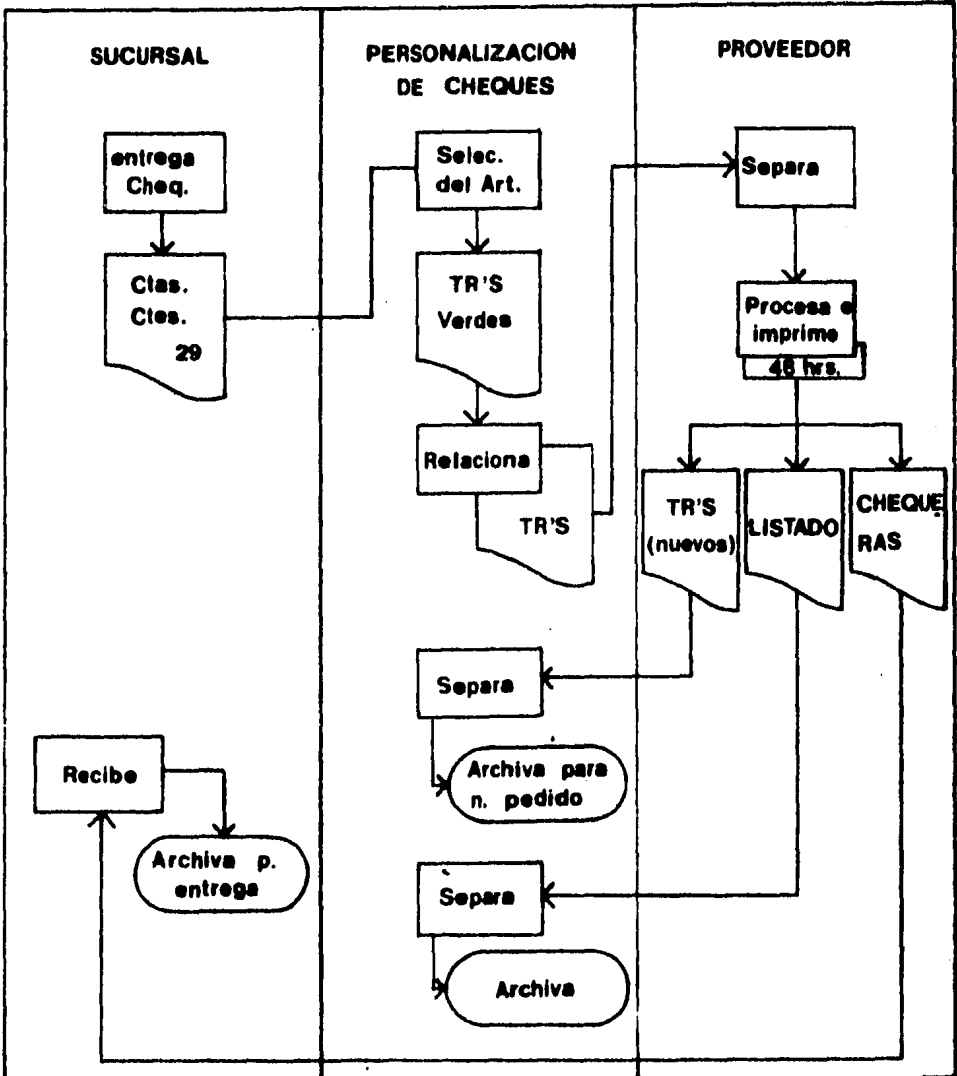 SUCURSAL
entrega
Cheq.
Ctas.
Ctes.
29
Recibe
Archiva p.
entrega
PERSONALIZACION
DE CHEQUES
Selec.
del Art.
TR'S
Verdes
Relaciona
TR'S
Separa
Archiva para
n. pedido
Separa
Archiva
PROVEEDOR
Separa
Procesa e
imprime
48 hrs.
TR'S
(nuevos)
LISTADO
CHEQUE
RAS